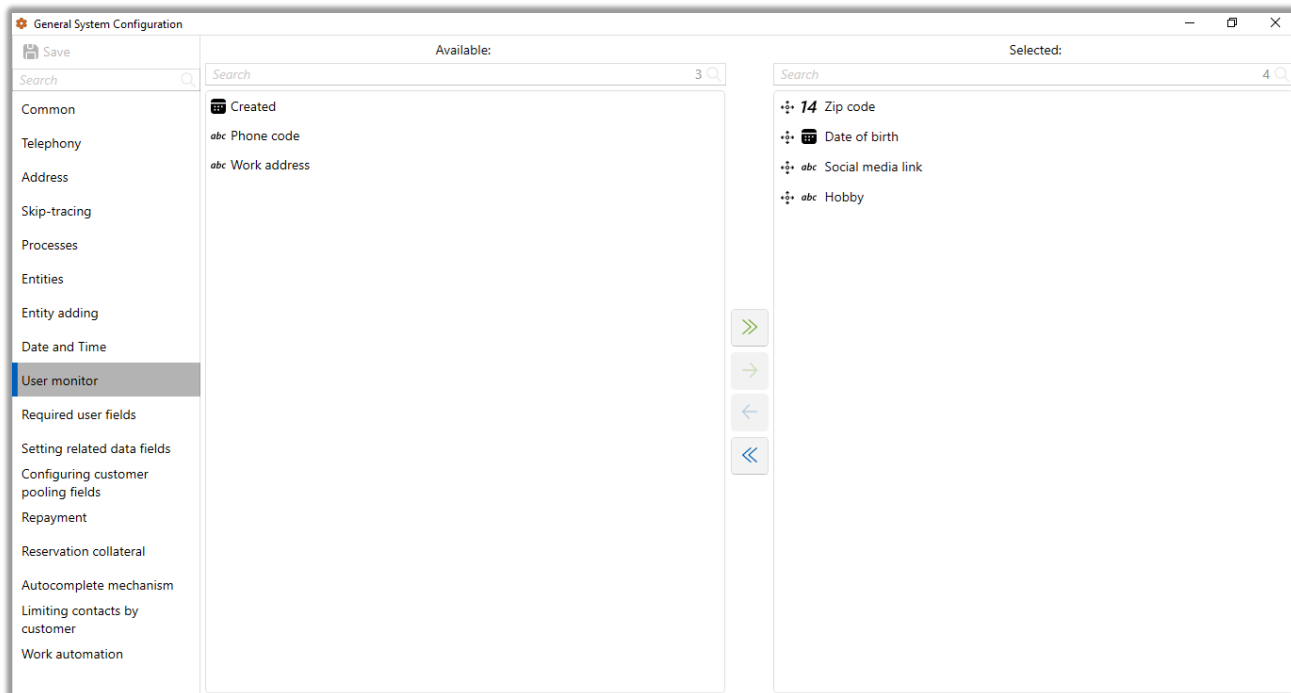 General System Configuration
Save
Search
Common
Telephony
Address
Skip-tracing
Processes
Entities
Entity adding
Date and Time
User monitor
Required user fields
Setting related data fields
Configuring customer
pooling fields
Repayment
Reservation collateral
Autocomplete mechanism
Limiting contacts by
customer
Work automation
Available:
Search 3
Created
abc Phone code
abc Work address
Selected:
Search 4
14 Zip code
Date of birth
abc Social media link
abc Hobby